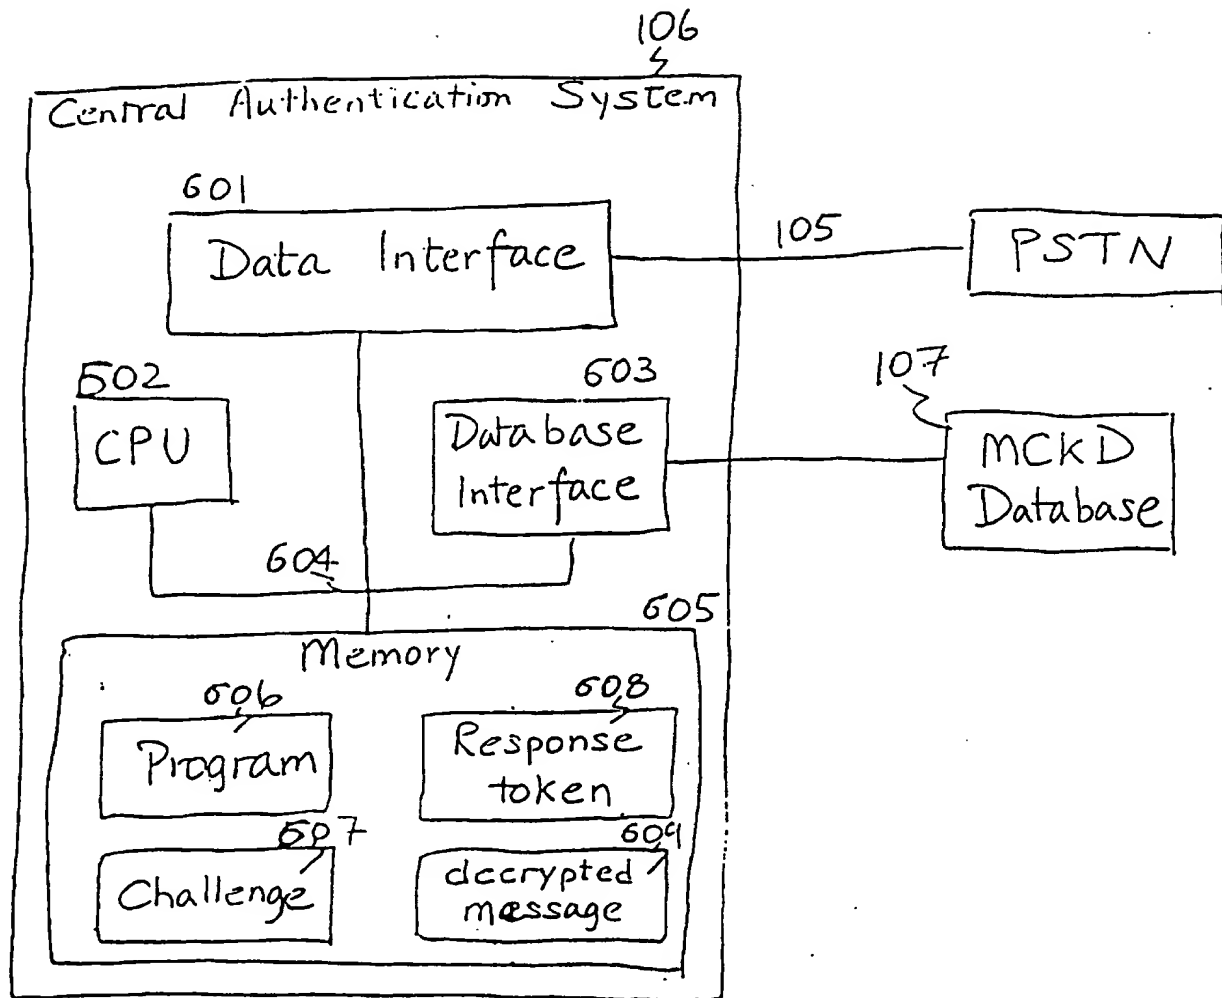 106
Central Authentication System
601
Data Interface
105
PSTN
602
CPU
603
Database
Interface
107
MCKD
Database
604
605
Memory
606
Program
608
Response
token
607
Challenge
609
decrypted
message